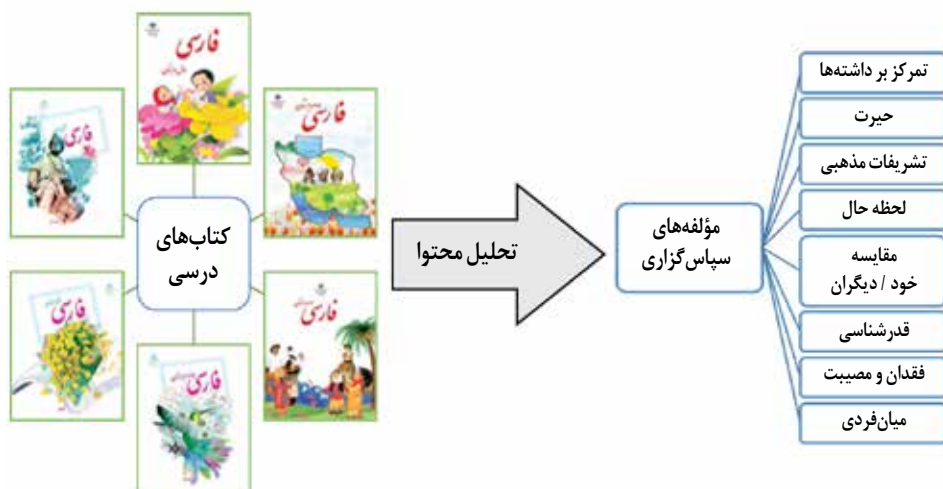 فارسی
فارسی
فارسی
فارسی
فارسی
فارسی
کتاب‌های
درسی
تحلیل محتوا
مؤلفه‌های
سپاس‌گزاری
تمرکز بر داشته‌ها
حیرت
تشریفات مذهبی
لحظه حال
مقایسه
خود / دیگران
قدرشناسی
فقدان و مصیبت
میان‌فردی